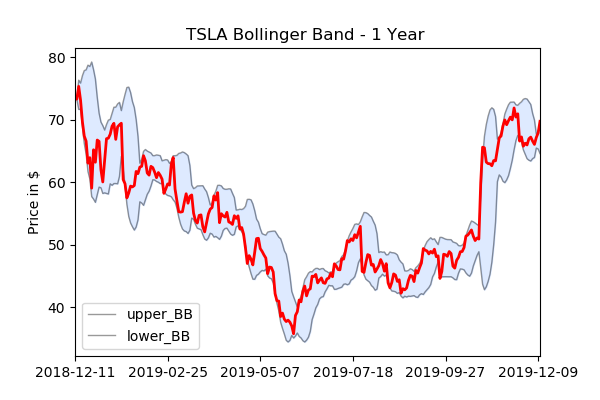 TSLA Bollinger Band - 1 Year
80
70
60
50
40
Price in $
upper_BB
lower_BB
2018-12-11 2019-02-25 2019-05-07 2019-07-18 2019-09-27 2019-12-09